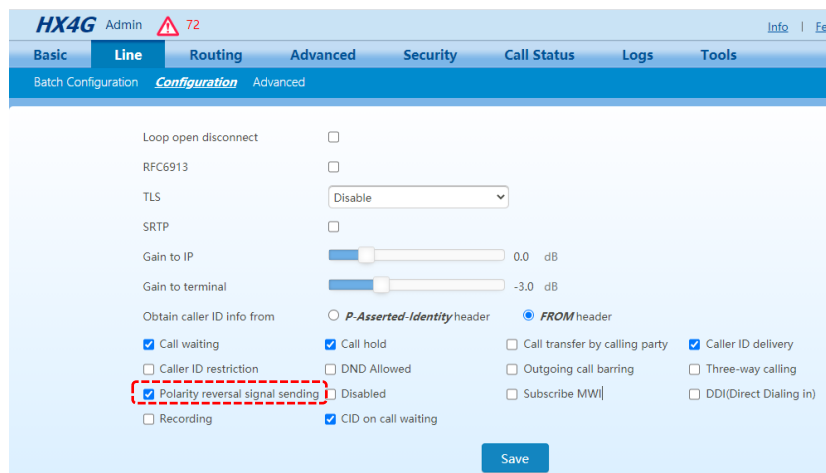 HX4G Admin 72 Info | Fe
Basic Line Routing Advanced Security Call Status Logs Tools
Batch Configuration Configuration Advanced
Loop open disconnect
RFC6913
TLS Disable
SRTP
Gain to IP 0.0 dB
Gain to terminal -3.0 dB
Obtain caller ID info from P-Asserted-Identity header FROM header
Call waiting Call hold Call transfer by calling party Caller ID delivery
Caller ID restriction DND Allowed Outgoing call barring Three-way calling
Polarity reversal signal sending Disabled Subscribe MWI DDI(Direct Dialing in)
Recording CID on call waiting
Save